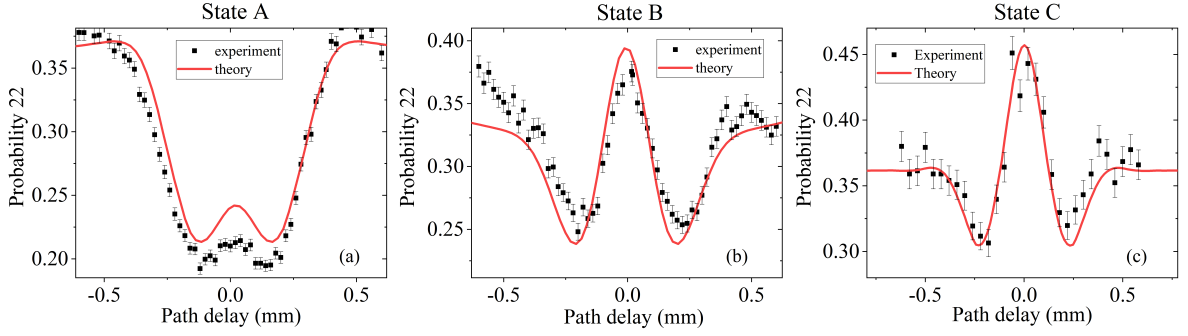 State A
State B
State C
Probability 22
0.35
0.30
0.25
0.20
experiment
theory
(a)
-0.5
0.0
0.5
Path delay (mm)
Probability 22
0.40
0.35
0.30
0.25
experiment
theory
(b)
-0.5
0.0
0.5
Path delay (mm)
Probability 22
0.45
0.40
0.35
0.30
Experiment
Theory
(c)
-0.5
0.0
0.5
Path delay (mm)